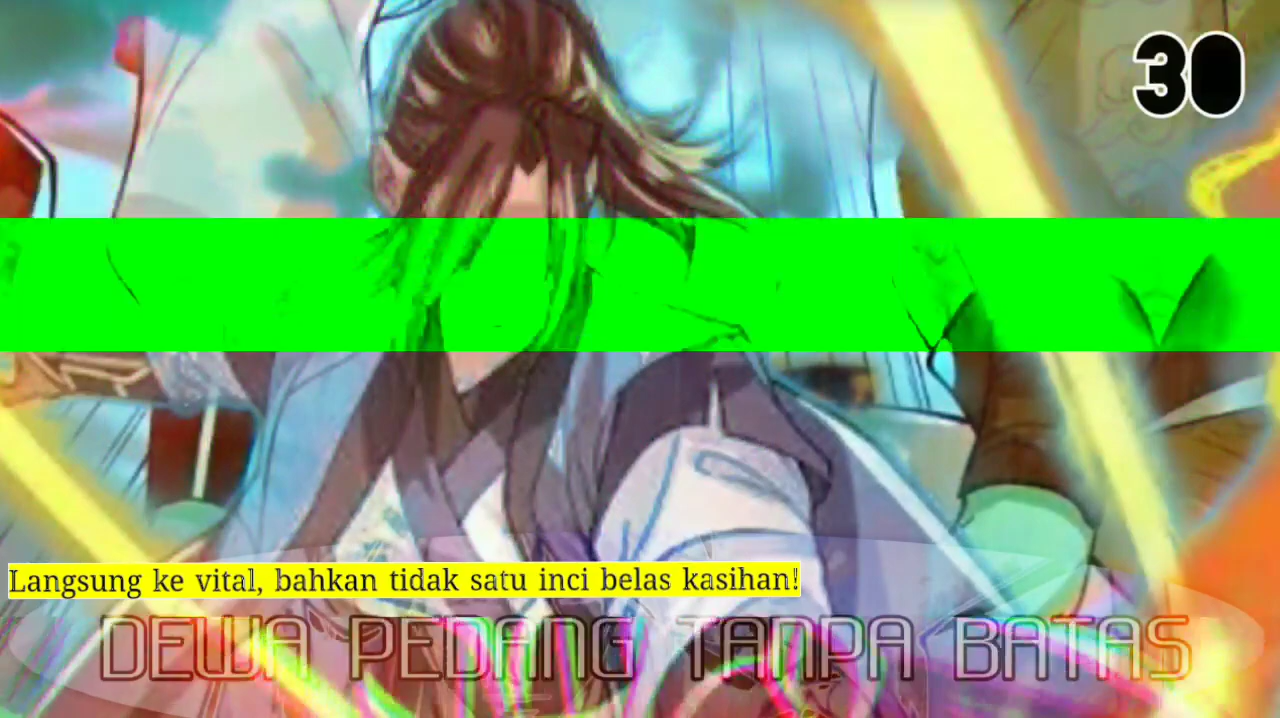 30
Langsung ke vital, bahkan tidak satu inci belas kasihan!
DEWA PEDANG TANPA BATAS